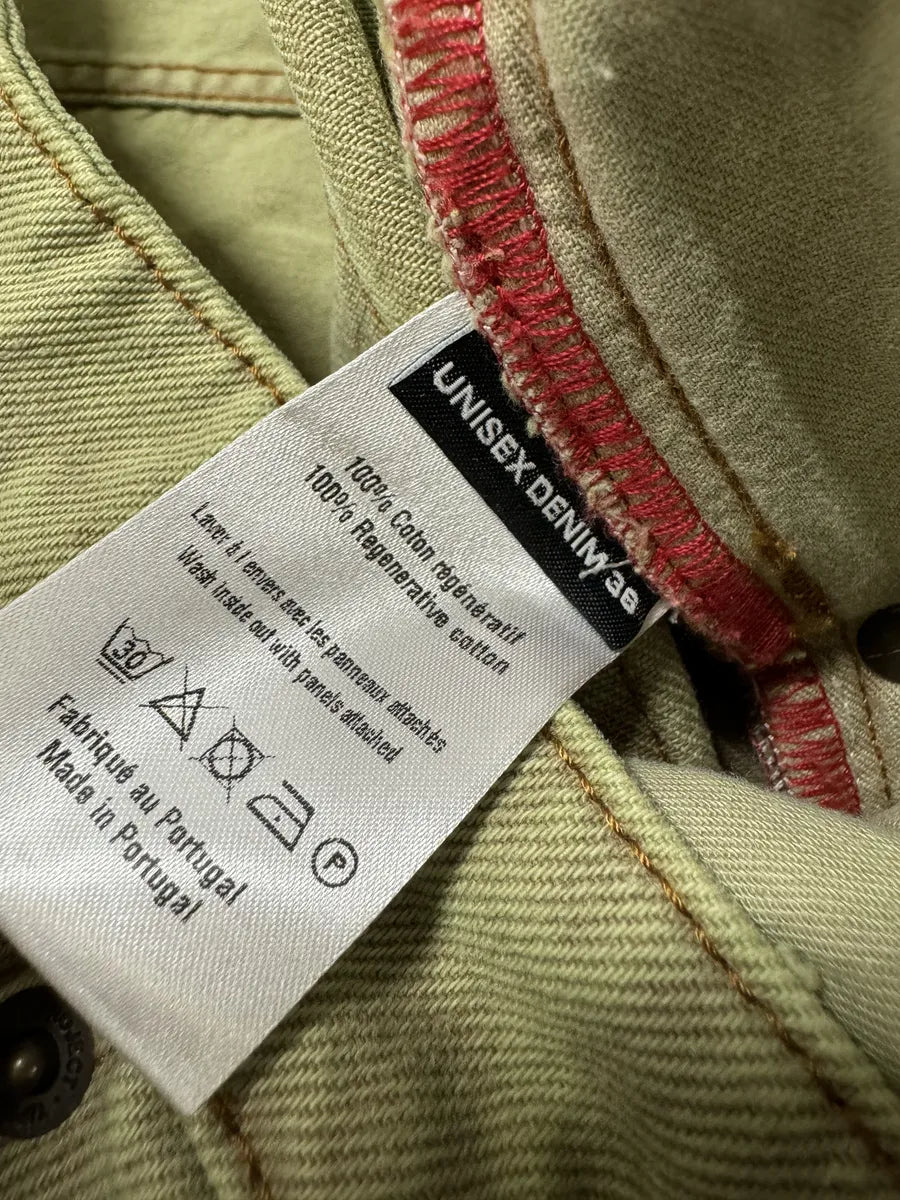 UNISEX DENIM/36
100% Coton régénératif
100% Regenerative cotton
Laver à l envers avec les panneaux attachés
Wash inside out with panels attached
30
P
Fabriqué au Portugal
Made in Portugal